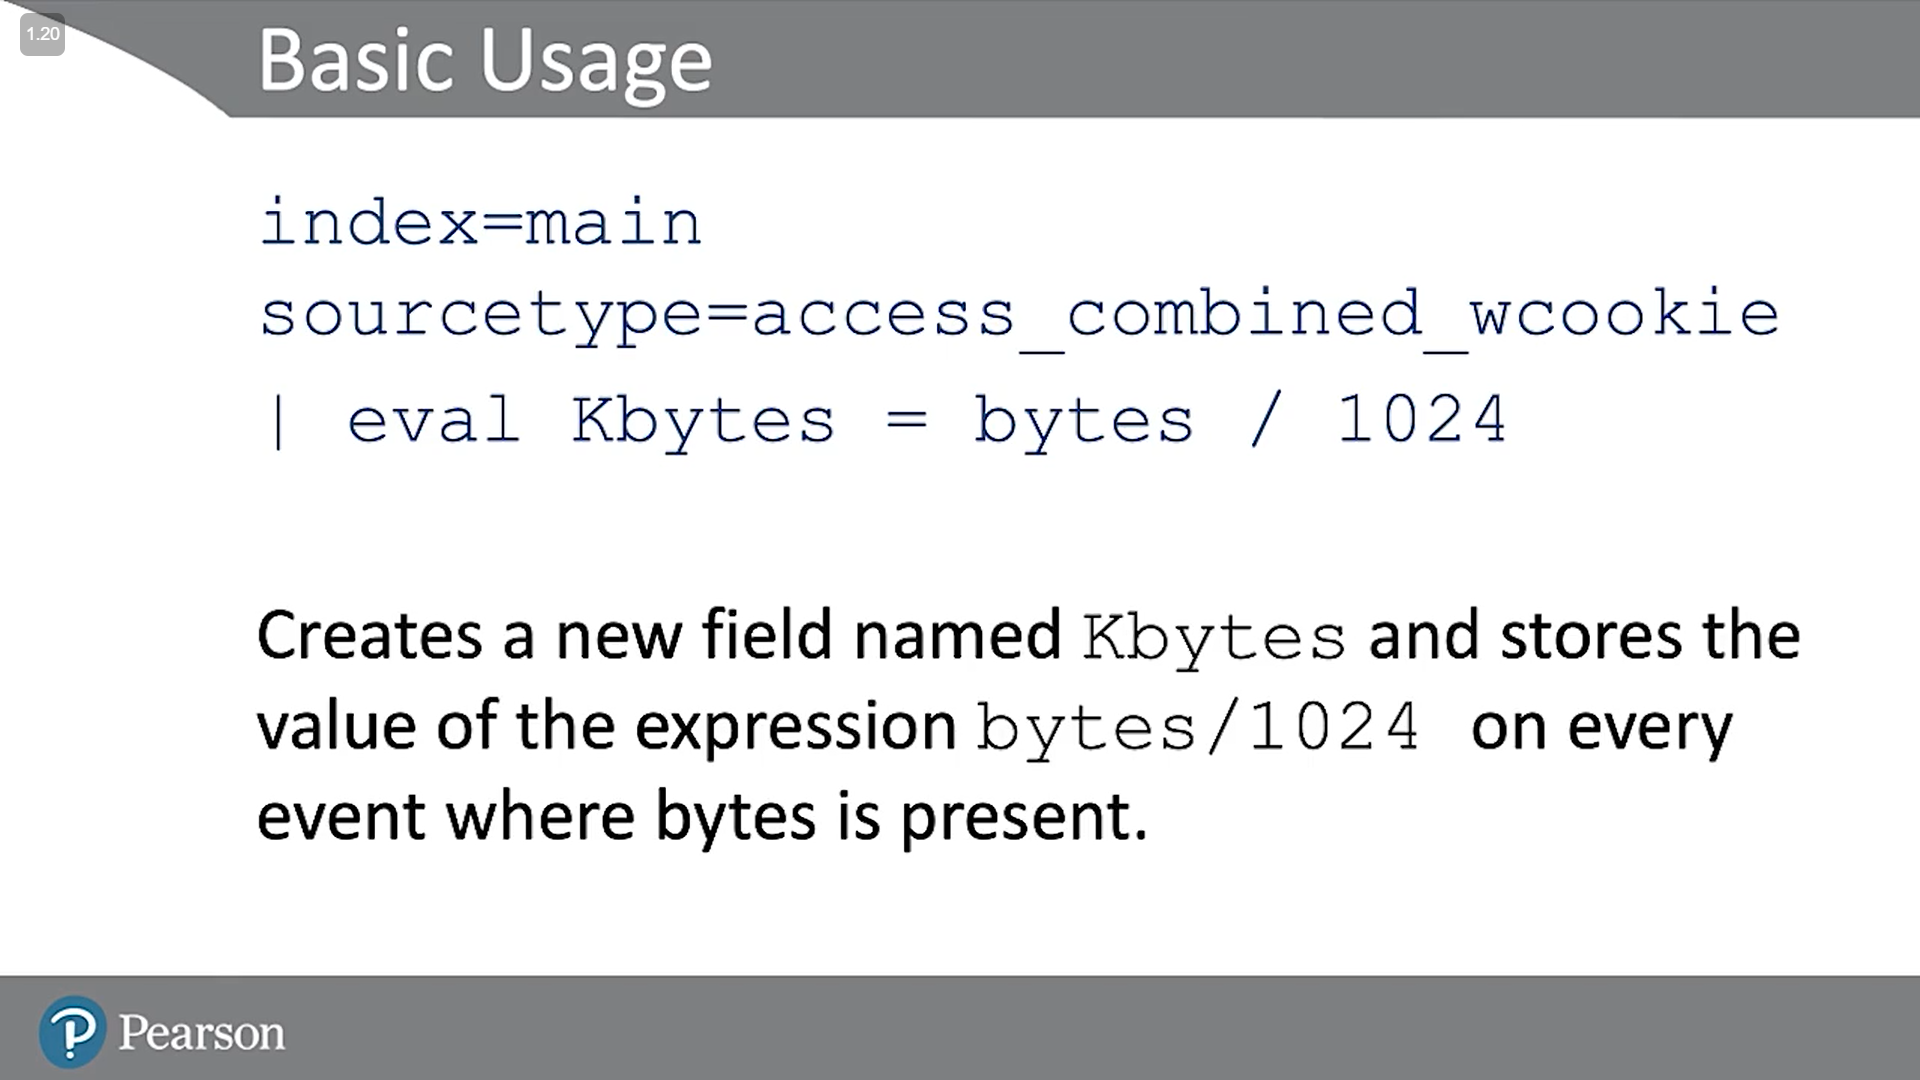 1.20
Basic Usage
index=main
sourcetype=access_combined_wcookie
| eval Kbytes = bytes / 1024
Creates a new field named Kbytes and stores the
value of the expression bytes/1024 on every
event where bytes is present.
Pearson